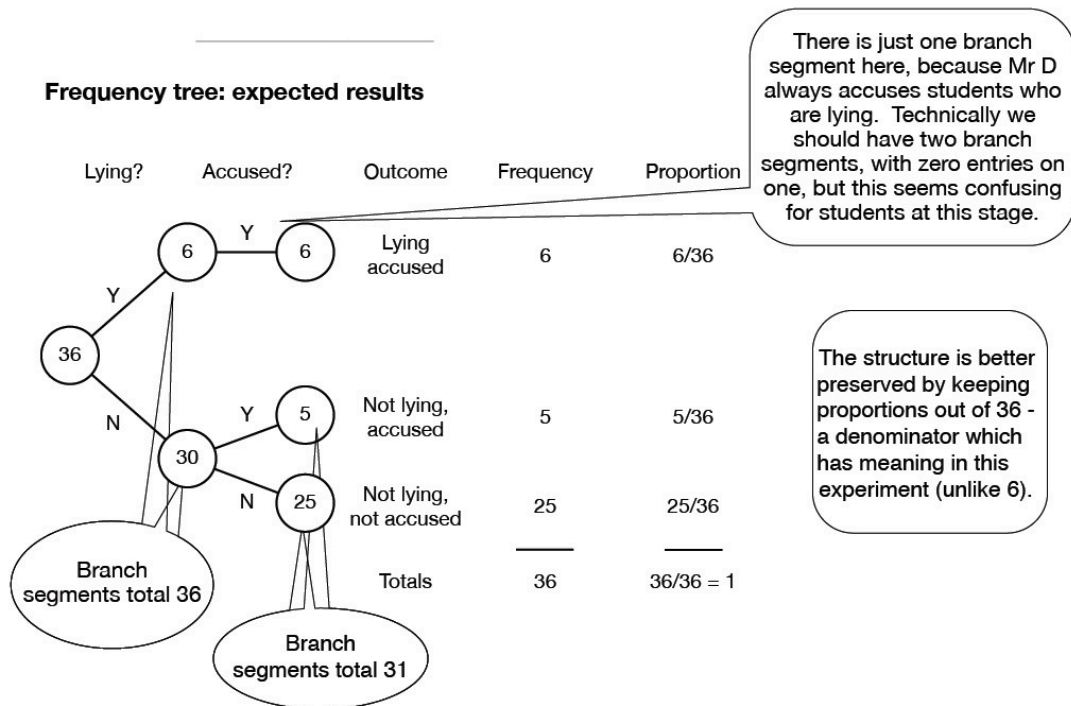 There is just one branch
segment here, because Mr D
always accuses students who
are lying. Technically we
should have two branch
segments, with zero entries on
one, but this seems confusing
for students at this stage.
Frequency tree: expected results
Lying? Accused? Outcome Frequency Proportion
6 Y 6 Lying
accused 6 6/36
Y
36
N
The structure is better
preserved by keeping
proportions out of 36 -
a denominator which
has meaning in this
experiment (unlike 6).
30 Y 5 Not lying,
accused 5 5/36
N 25 Not lying,
not accused 25 25/36
Totals 36 36/36 = 1
Branch
segments total 36
Branch
segments total 31